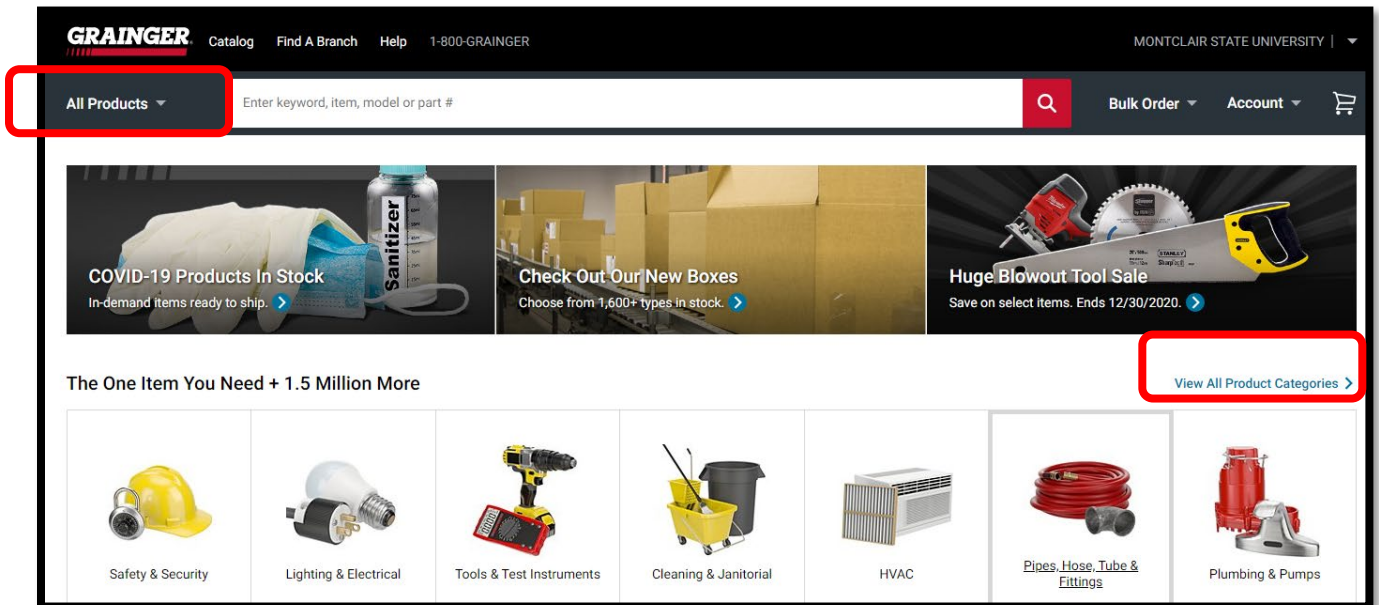 GRAINGER. Catalog Find A Branch Help 1-800-GRAINGER MONTCLAIR STATE UNIVERSITY |
All Products Enter keyword, item, model or part # Bulk Order Account
Sanitizer
COVID-19 Products In Stock
In-demand items ready to ship.
Check Out Our New Boxes
Choose from 1,600+ types in stock.
STANLEY
Huge Blowout Tool Sale
Save on select items. Ends 12/30/2020.
The One Item You Need + 1.5 Million More
View All Product Categories
Safety & Security
Lighting & Electrical
Tools & Test Instruments
Cleaning & Janitorial
HVAC
Pipes, Hose, Tube &
Fittings
Plumbing & Pumps